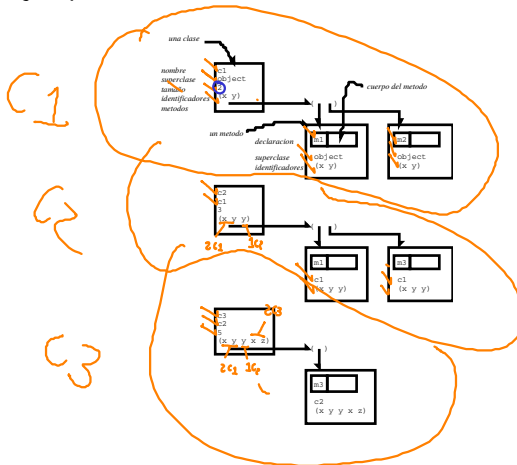 una clase
C1
nombre
superclase
tamaño
identificadores
metodos
c1
object
2
(x y)
( )
cuerpo del metodo
un metodo
declaracion
superclase
identificadores
m1
object
(x y)
m2
object
(x y)
C2
c2
c1
3
(x y y)
2c1 1c2
( )
m1
c1
(x y y)
m3
c1
(x y y)
C3
c3
c2
5
(x y y x z)
2c3
2c1 1c2
( )
m3
c2
(x y y x z)